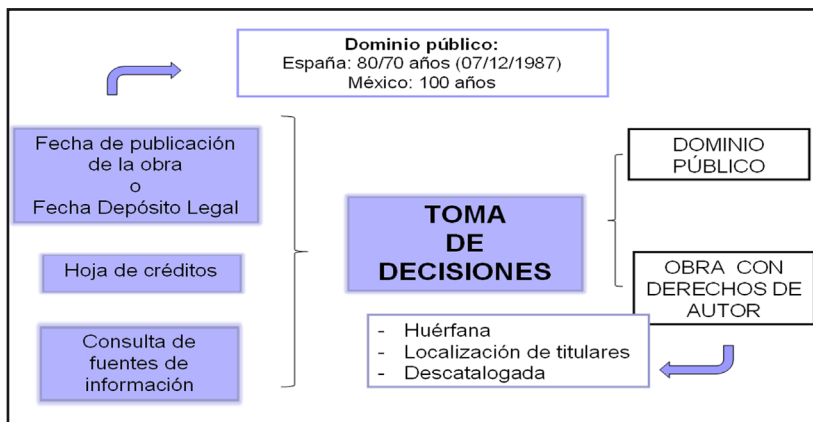 Dominio público:
España: 80/70 años (07/12/1987)
México: 100 años
Fecha de publicación
de la obra
o
Fecha Depósito Legal
Hoja de créditos
Consulta de
fuentes de
información
TOMA
DE
DECISIONES
DOMINIO
PÚBLICO
OBRA CON
DERECHOS DE
AUTOR
- Huérfana
- Localización de titulares
- Descatalogada